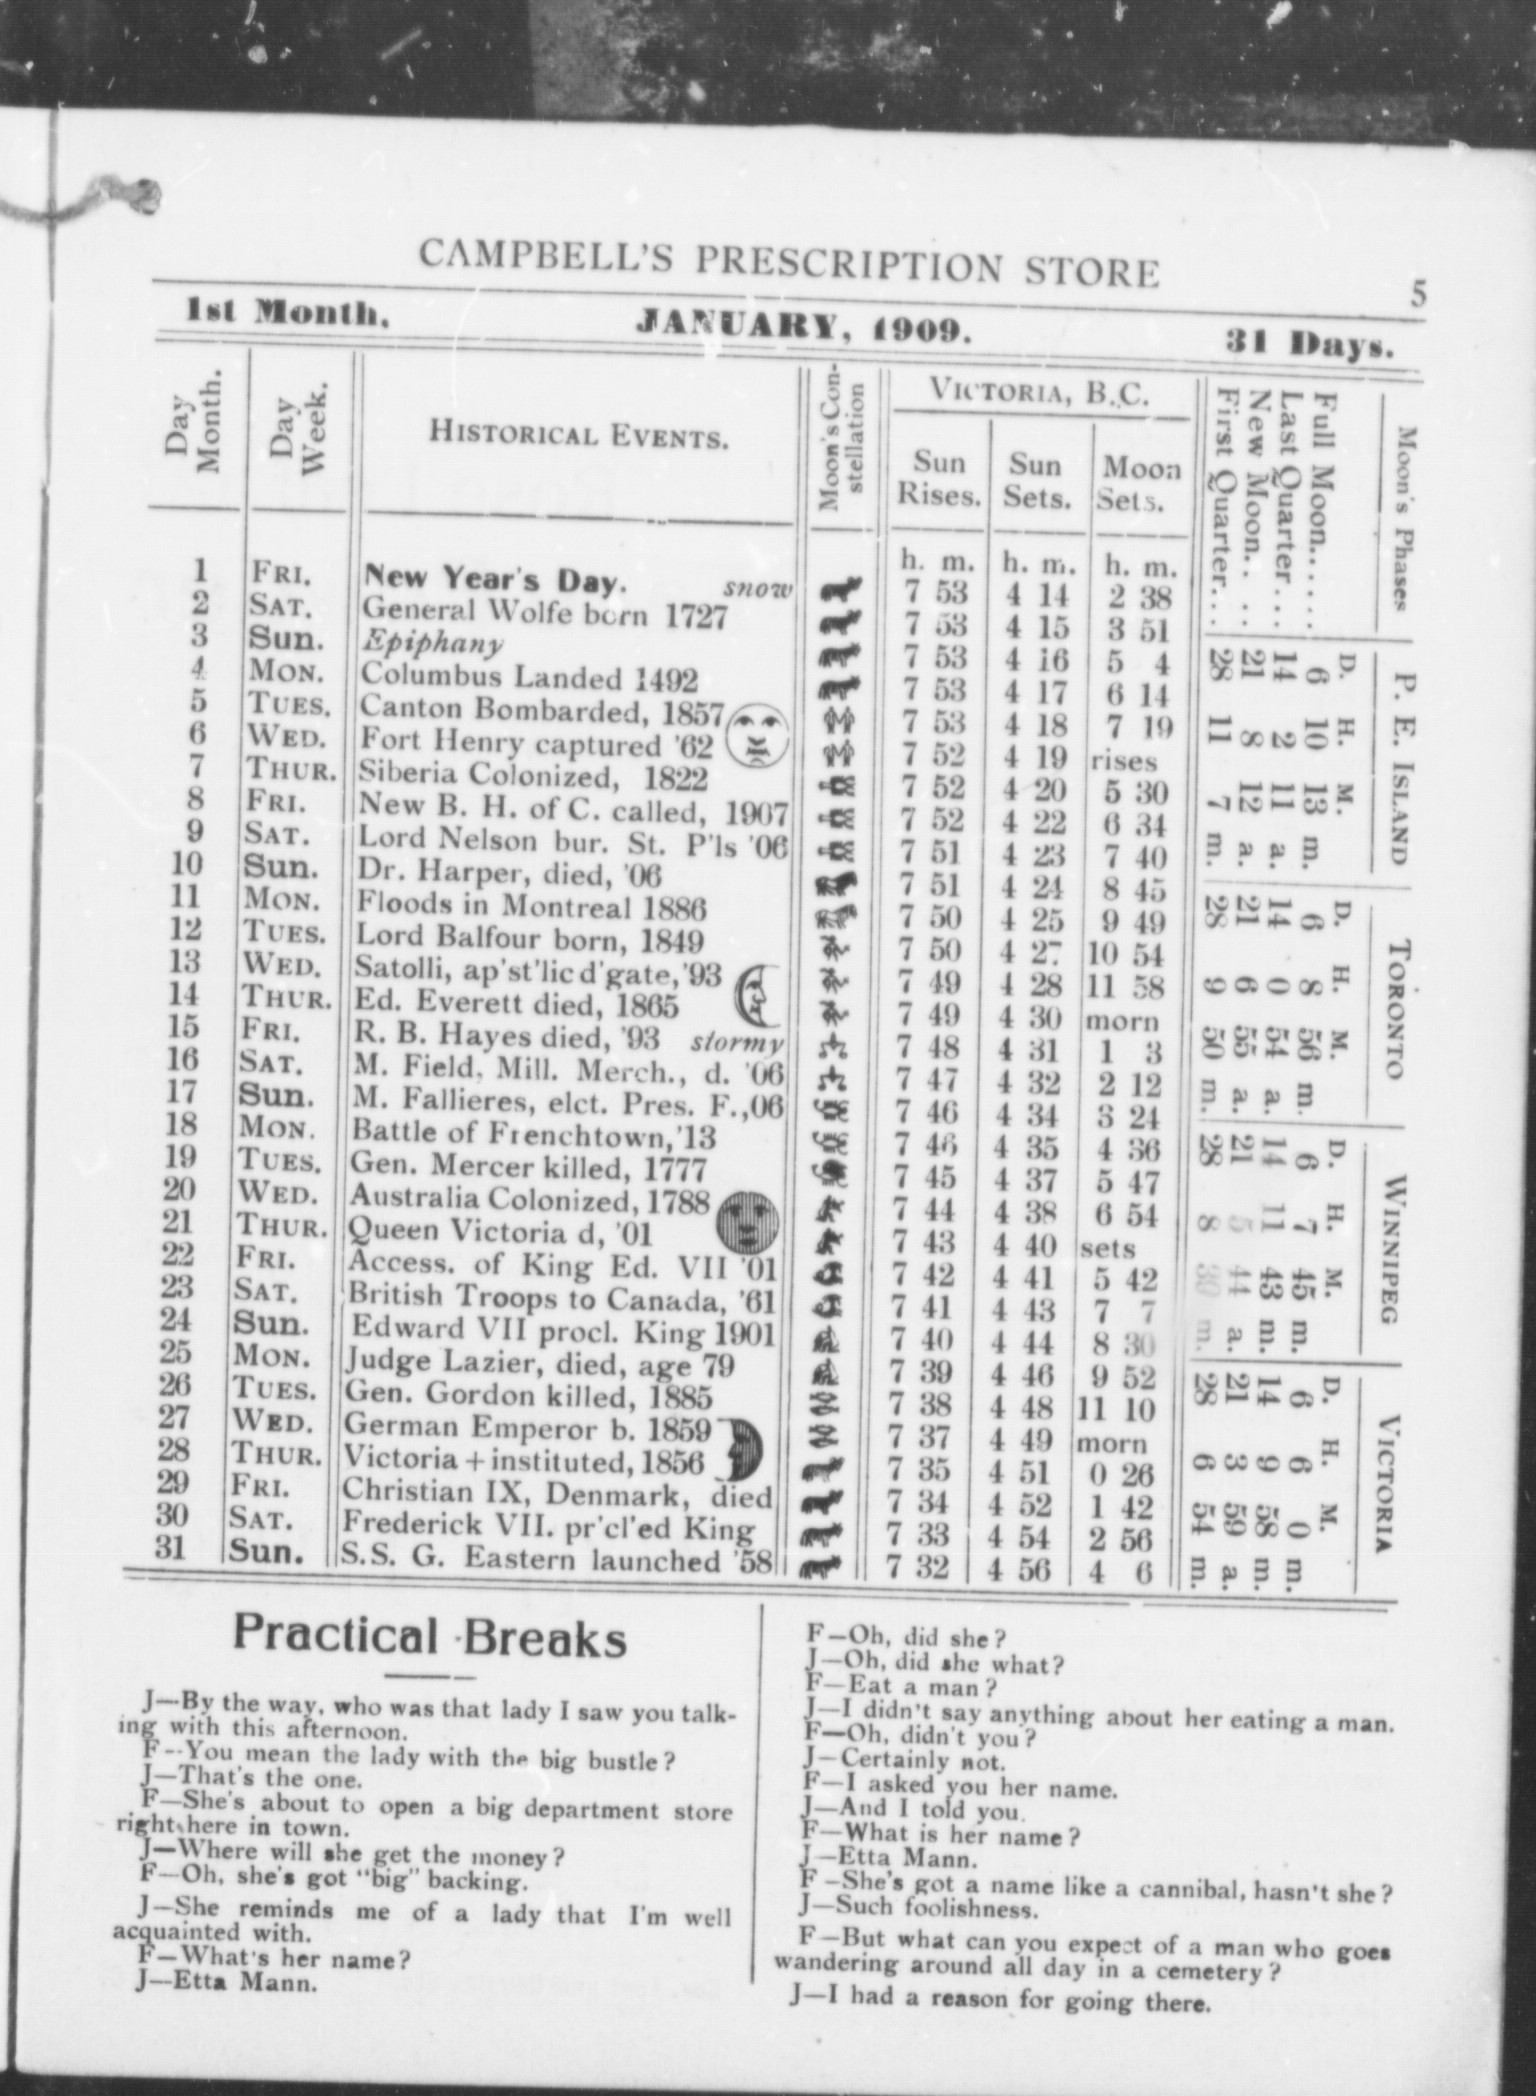 CAMPBELL'S PRESCRIPTION STORE
5
1st Month. JANUARY, 1909. 31 Days.
Day Month. Day Week. HISTORICAL EVENTS. Moon's Constellation VICTORIA, B.C.
Sun Rises. Sun Sets. Moon Sets.
h. m. h. m. h. m.
1 FRI. New Year's Day. snow 7 53 4 14 2 38
2 SAT. General Wolfe born 1727 7 53 4 15 3 51
3 Sun. Epiphany 7 53 4 16 5 4
4 MON. Columbus Landed 1492 7 53 4 17 6 14
5 TUES. Canton Bombarded, 1857 7 53 4 18 7 19
6 WED. Fort Henry captured '62 7 52 4 19 rises
7 THUR. Siberia Colonized, 1822 7 52 4 20 5 30
8 FRI. New B. H. of C. called, 1907 7 52 4 22 6 34
9 SAT. Lord Nelson bur. St. P'ls '06 7 51 4 23 7 40
10 Sun. Dr. Harper, died, '06 7 51 4 24 8 45
11 MON. Floods in Montreal 1886 7 50 4 25 9 49
12 TUES. Lord Balfour born, 1849 7 50 4 27 10 54
13 WED. Satolli, ap'st'lic d'gate, '93 7 49 4 28 11 58
14 THUR. Ed. Everett died, 1865 7 49 4 30 morn
15 FRI. R. B. Hayes died, '93 stormy 7 48 4 31 1 3
16 SAT. M. Field, Mill. Merch., d. '06 7 47 4 32 2 12
17 Sun. M. Fallieres, elct. Pres. F.,06 7 46 4 34 3 24
18 MON. Battle of Frenchtown,'13 7 46 4 35 4 36
19 TUES. Gen. Mercer killed, 1777 7 45 4 37 5 47
20 WED. Australia Colonized, 1788 7 44 4 38 6 54
21 THUR. Queen Victoria d, '01 7 43 4 40 sets
22 FRI. Access. of King Ed. VII '01 7 42 4 41 5 42
23 SAT. British Troops to Canada, '61 7 41 4 43 7 7
24 Sun. Edward VII procl. King 1901 7 40 4 44 8 30
25 MON. Judge Lazier, died, age 79 7 39 4 46 9 52
26 TUES. Gen. Gordon killed, 1885 7 38 4 48 11 10
27 WED. German Emperor b. 1859 7 37 4 49 morn
28 THUR. Victoria + instituted, 1856 7 35 4 51 0 26
29 FRI. Christian IX, Denmark, died 7 34 4 52 1 42
30 SAT. Frederick VII. pr'cl'ed King 7 33 4 54 2 56
31 Sun. S.S. G. Eastern launched '58 7 32 4 56 4 6
Moon's Phases P. E. ISLAND TORONTO WINNIPEG VICTORIA
D. H. M. D. H. M. D. H. M. D. H. M.
Full Moon...... 6 10 13 m. 6 8 56 m. 6 7 45 m. 6 6 0 m.
Last Quarter... 14 2 11 a. 14 0 54 a. 14 11 43 m. 14 9 58 m.
New Moon.. .. 21 8 12 a. 21 6 55 a. 21 5 44 a. 21 3 59 a.
First Quarter.. . 28 11 7 m. 28 9 50 m. 28 8 m. 28 6 54 m.
Practical Breaks
J—By the way, who was that lady I saw you talk-
ing with this afternoon.
F—You mean the lady with the big bustle?
J—That's the one.
F—She's about to open a big department store
right here in town.
J—Where will she get the money?
F—Oh, she's got "big" backing.
J—She reminds me of a lady that I'm well
acquainted with.
F—What's her name?
J—Etta Mann.
F—Oh, did she?
J—Oh, did she what?
F—Eat a man?
J—I didn't say anything about her eating a man.
F—Oh, didn't you?
J—Certainly not.
F—I asked you her name.
J—And I told you.
F—What is her name?
J—Etta Mann.
F—She's got a name like a cannibal, hasn't she?
J—Such foolishness.
F—But what can you expect of a man who goes
wandering around all day in a cemetery?
J—I had a reason for going there.